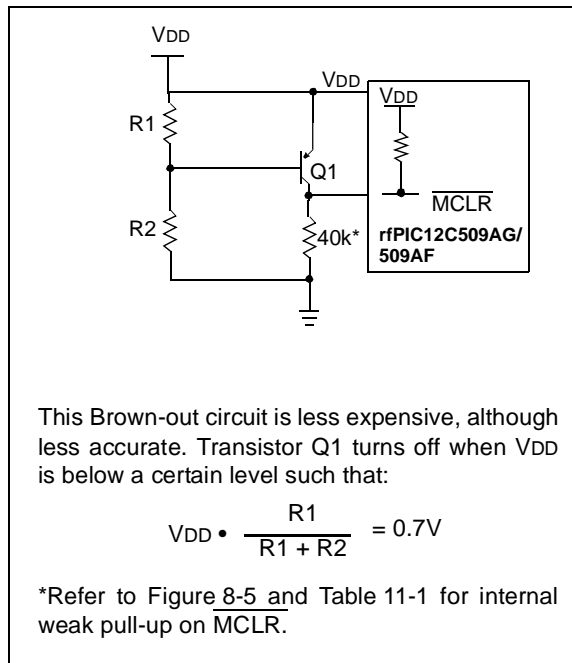 VDD
VDD
VDD
R1
Q1
MCLR
R2
40k*
rfPIC12C509AG/
509AF
This Brown-out circuit is less expensive, although
less accurate. Transistor Q1 turns off when VDD
is below a certain level such that:
VDD • R1 / R1 + R2 = 0.7V
*Refer to Figure 8-5 and Table 11-1 for internal
weak pull-up on MCLR.